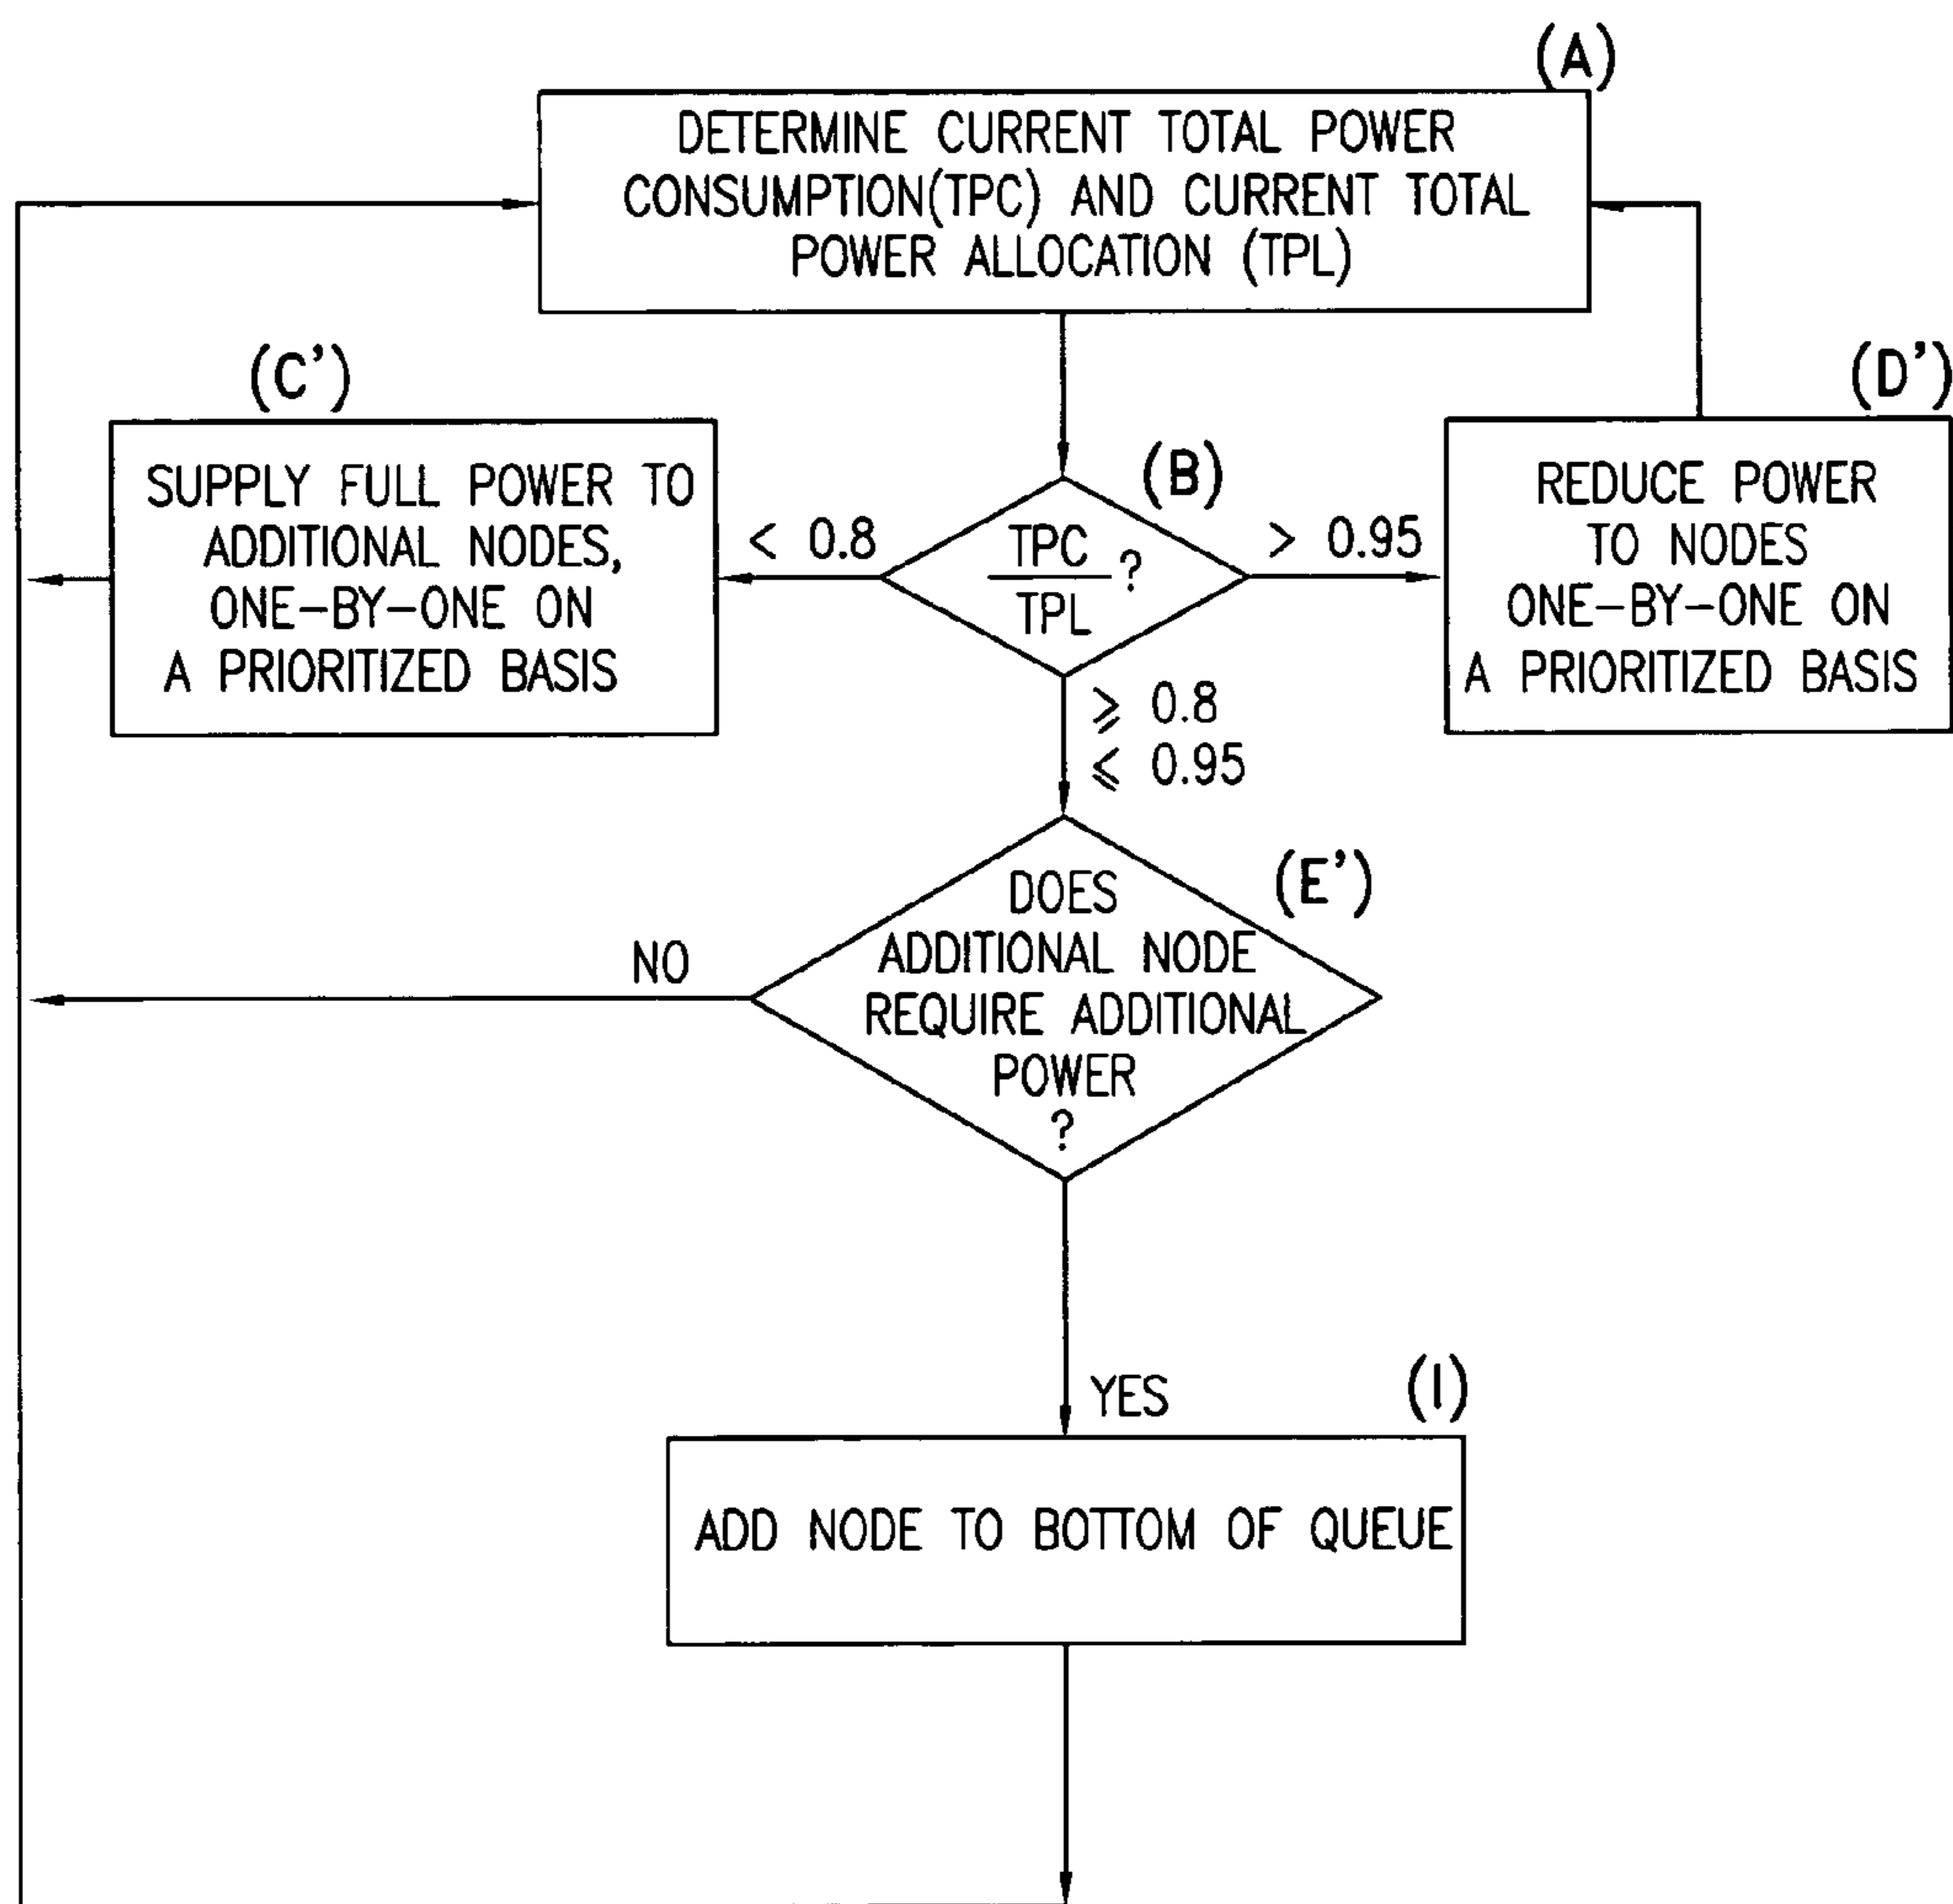 (A)
DETERMINE CURRENT TOTAL POWER
CONSUMPTION(TPC) AND CURRENT TOTAL
POWER ALLOCATION (TPL)
(C')
SUPPLY FULL POWER TO
ADDITIONAL NODES,
ONE-BY-ONE ON
A PRIORITIZED BASIS
< 0.8
(B)
TPC
?
TPL
> 0.95
(D')
REDUCE POWER
TO NODES
ONE-BY-ONE ON
A PRIORITIZED BASIS
⩾ 0.8
⩽ 0.95
(E')
DOES
ADDITIONAL NODE
REQUIRE ADDITIONAL
POWER
?
NO
YES
(I)
ADD NODE TO BOTTOM OF QUEUE